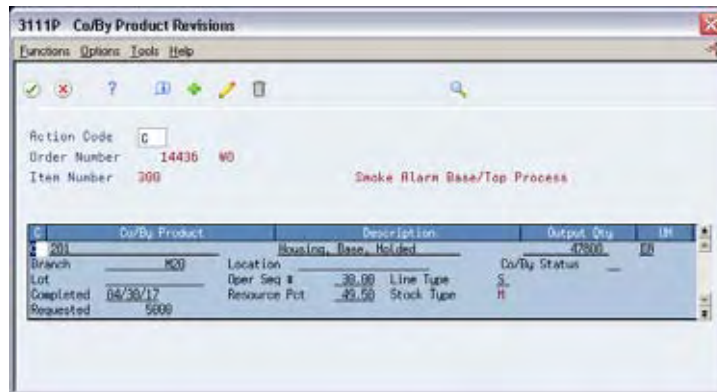 3111P Co/By Product Revisions
Functions Options Tools Help
Action Code C
Order Number 14436 WO
Item Number 300 Smoke Alarm Base/Top Process
C Co/By Product Description Output Qty UM
C 201 Housing, Base, Molded 47800 EA
Branch M20 Location Co/By Status
Lot Oper Seq # 30.00 Line Type S
Completed 04/30/17 Resource Pct 49.50 Stock Type M
Requested 5000